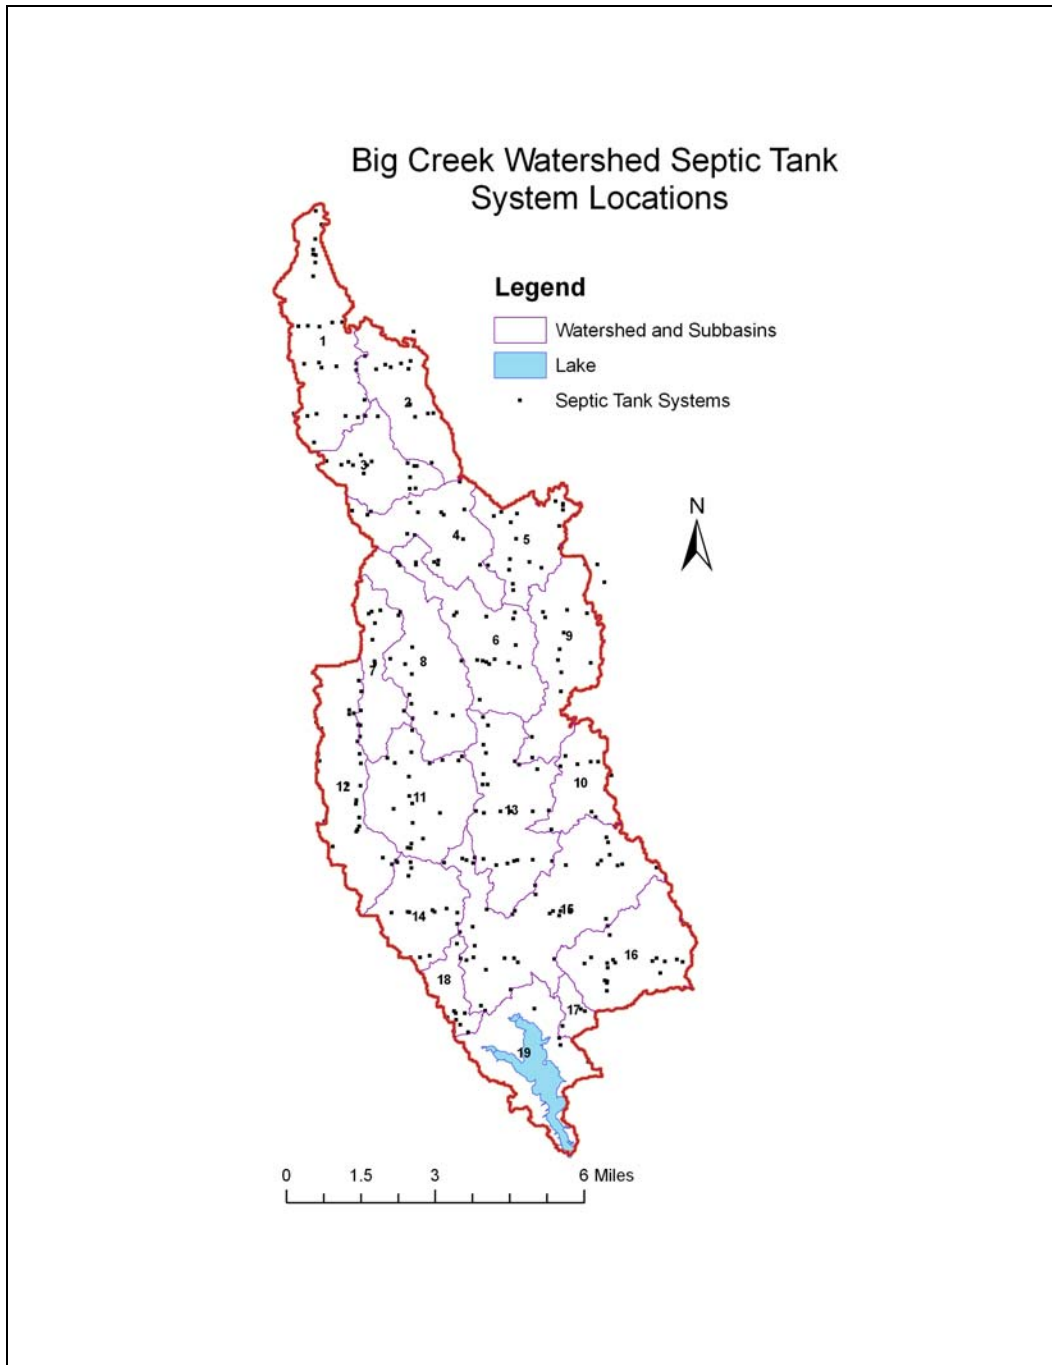 Big Creek Watershed Septic Tank
System Locations
Legend
Watershed and Subbasins
Lake
Septic Tank Systems
N
1
2
3
4
5
6
9
7
8
10
12
11
13
14
15
16
18
17
19
0 1.5 3 6 Miles